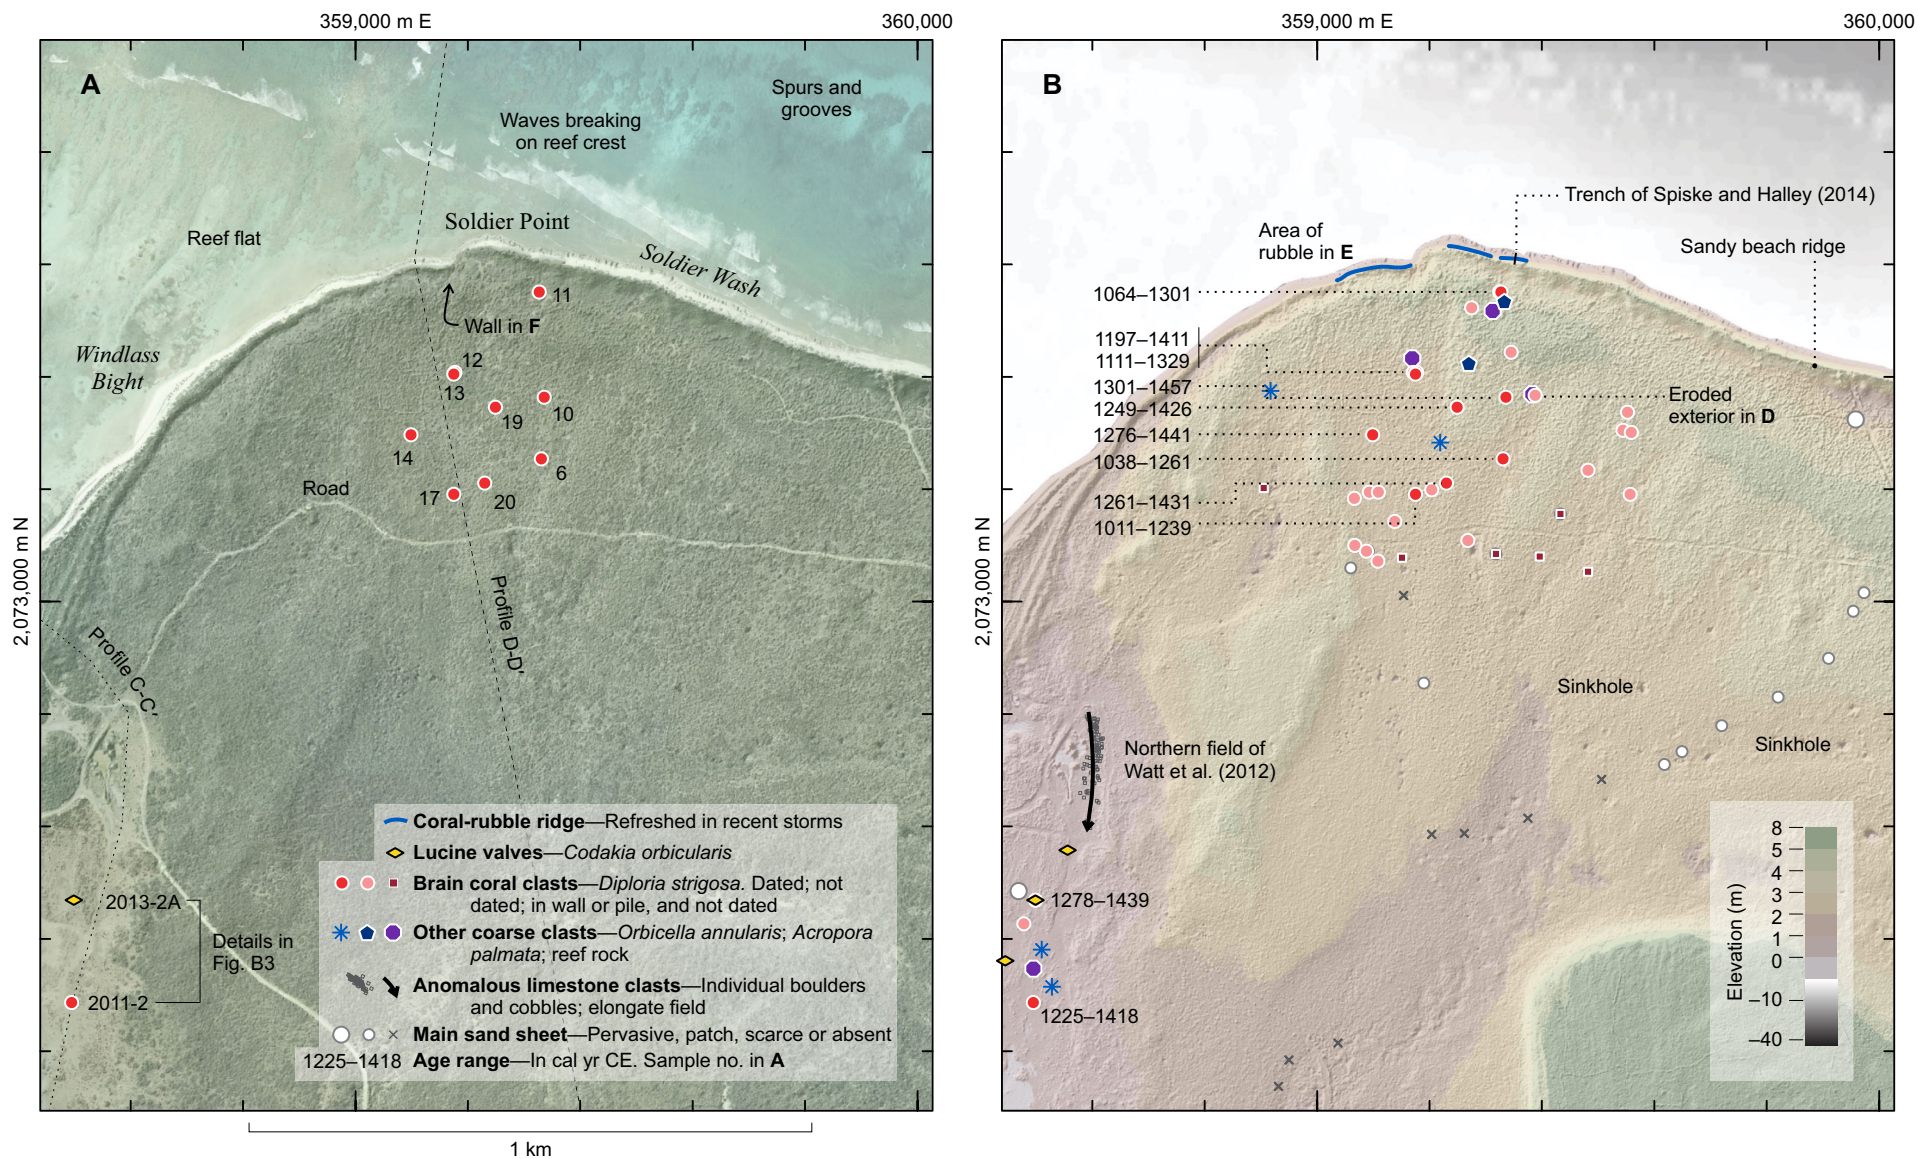 359,000 m E
360,000
A
Spurs and
grooves
Waves breaking
on reef crest
Soldier Point
Reef flat
Soldier Wash
11
Wall in F
Windlass
Bight
12
13
19
10
14
6
17
20
Road
2,073,000 m N
Profile D-D′
Profile C-C′
2013-2A
Details in
Fig. B3
2011-2
Coral-rubble ridge—Refreshed in recent storms
Lucine valves—Codakia orbicularis
Brain coral clasts—Diploria strigosa. Dated; not
dated; in wall or pile, and not dated
Other coarse clasts—Orbicella annularis; Acropora
palmata; reef rock
Anomalous limestone clasts—Individual boulders
and cobbles; elongate field
Main sand sheet—Pervasive, patch, scarce or absent
1225–1418 Age range—In cal yr CE. Sample no. in A
1 km
359,000 m E
360,000
B
Trench of Spiske and Halley (2014)
Area of
rubble in E
Sandy beach ridge
1064–1301
1197–1411
1111–1329
1301–1457
1249–1426
1276–1441
1038–1261
1261–1431
1011–1239
Eroded
exterior in D
2,073,000 m N
Sinkhole
Sinkhole
Northern field of
Watt et al. (2012)
1278–1439
1225–1418
Elevation (m)
8
5
4
3
2
1
0
–10
–40